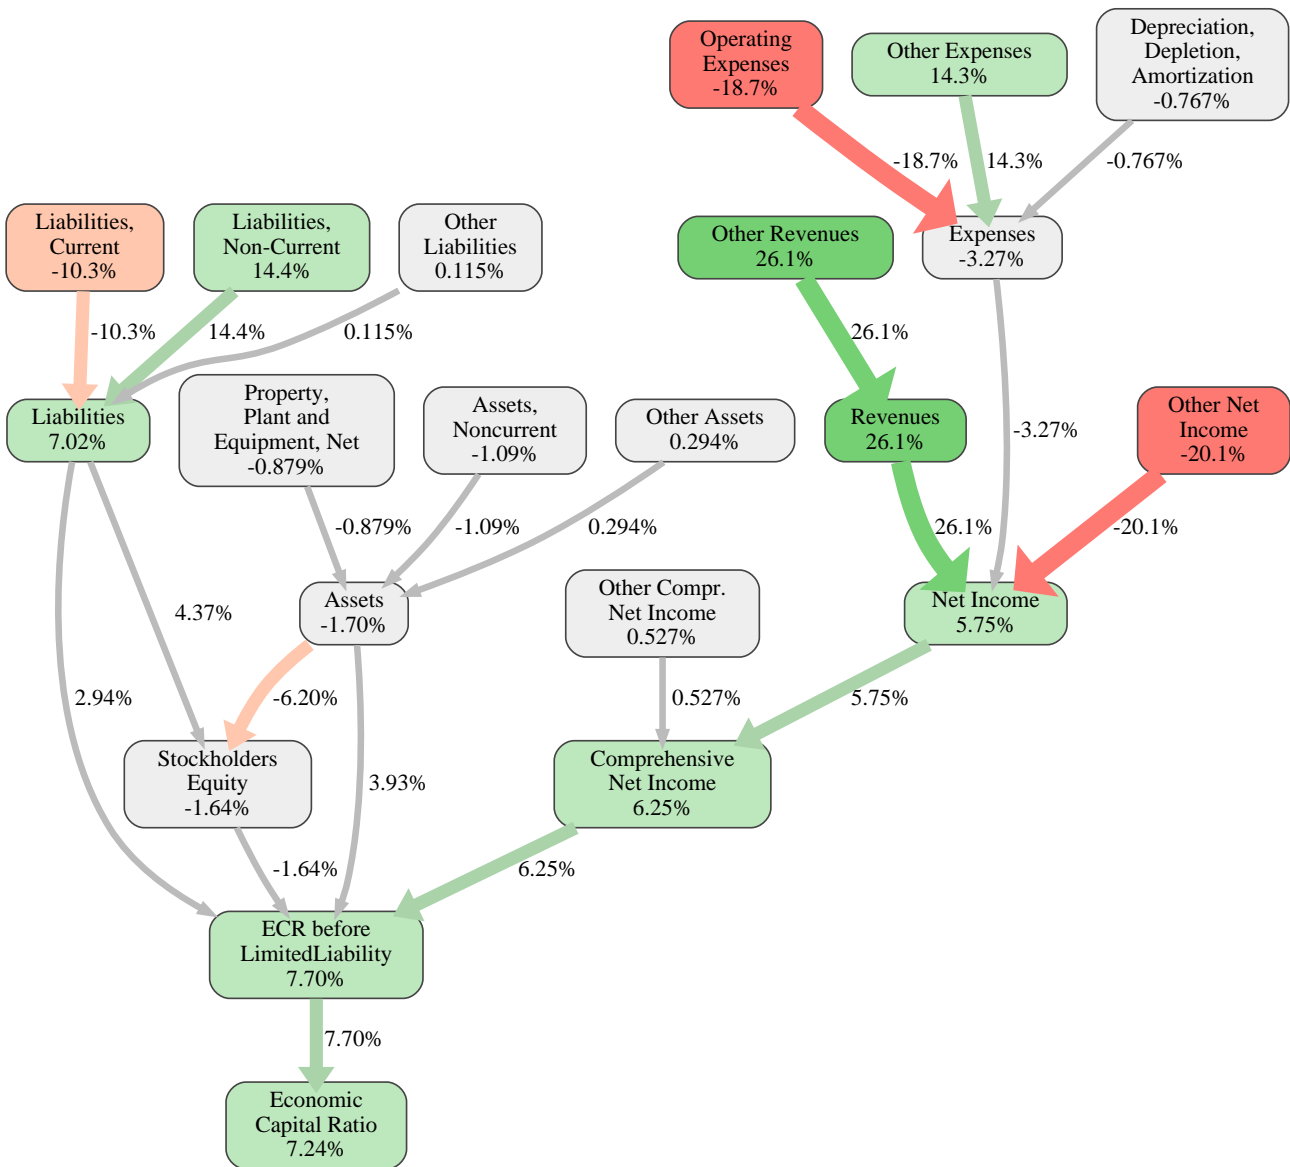 Operating
Expenses
-18.7%
Other Expenses
14.3%
Depreciation,
Depletion,
Amortization
-0.767%
-18.7%
14.3%
-0.767%
Liabilities,
Current
-10.3%
Liabilities,
Non-Current
14.4%
Other
Liabilities
0.115%
Other Revenues
26.1%
Expenses
-3.27%
-10.3%
14.4%
0.115%
26.1%
Liabilities
7.02%
Property,
Plant and
Equipment, Net
-0.879%
Assets,
Noncurrent
-1.09%
Other Assets
0.294%
Revenues
26.1%
-3.27%
Other Net
Income
-20.1%
-0.879%
-1.09%
0.294%
26.1%
-20.1%
4.37%
Assets
-1.70%
Other Compr.
Net Income
0.527%
Net Income
5.75%
2.94%
-6.20%
0.527%
5.75%
Stockholders
Equity
-1.64%
3.93%
Comprehensive
Net Income
6.25%
-1.64%
6.25%
ECR before
LimitedLiability
7.70%
7.70%
Economic
Capital Ratio
7.24%